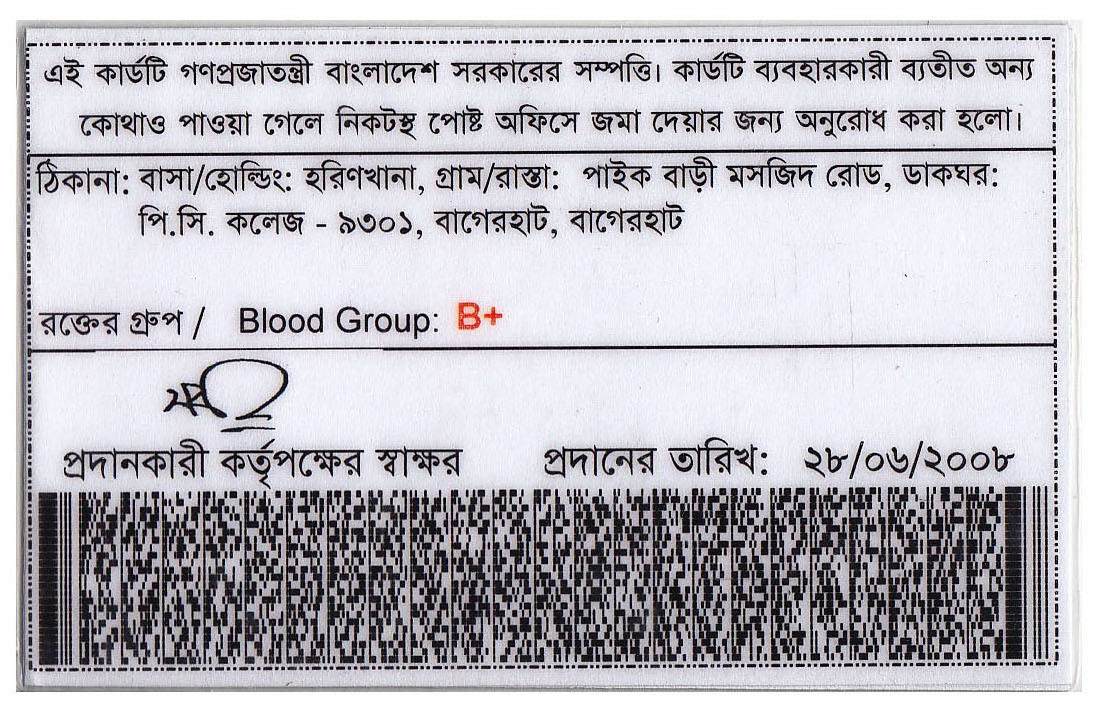 এই কার্ডটি গণপ্রজাতন্ত্রী বাংলাদেশ সরকারের সম্পত্তি। কার্ডটি ব্যবহারকারী ব্যতীত অন্য
কোথাও পাওয়া গেলে নিকটস্থ পোষ্ট অফিসে জমা দেয়ার জন্য অনুরোধ করা হলো।
ঠিকানা: বাসা/হোল্ডিং: হরিণখানা, গ্রাম/রাস্তা: পাইক বাড়ী মসজিদ রোড, ডাকঘর:
পি.সি. কলেজ - ৯৩০১, বাগেরহাট, বাগেরহাট
রক্তের গ্রুপ / Blood Group: B+
প্রদানকারী কর্তৃপক্ষের স্বাক্ষর প্রদানের তারিখ: ২৮/০৬/২০০৮